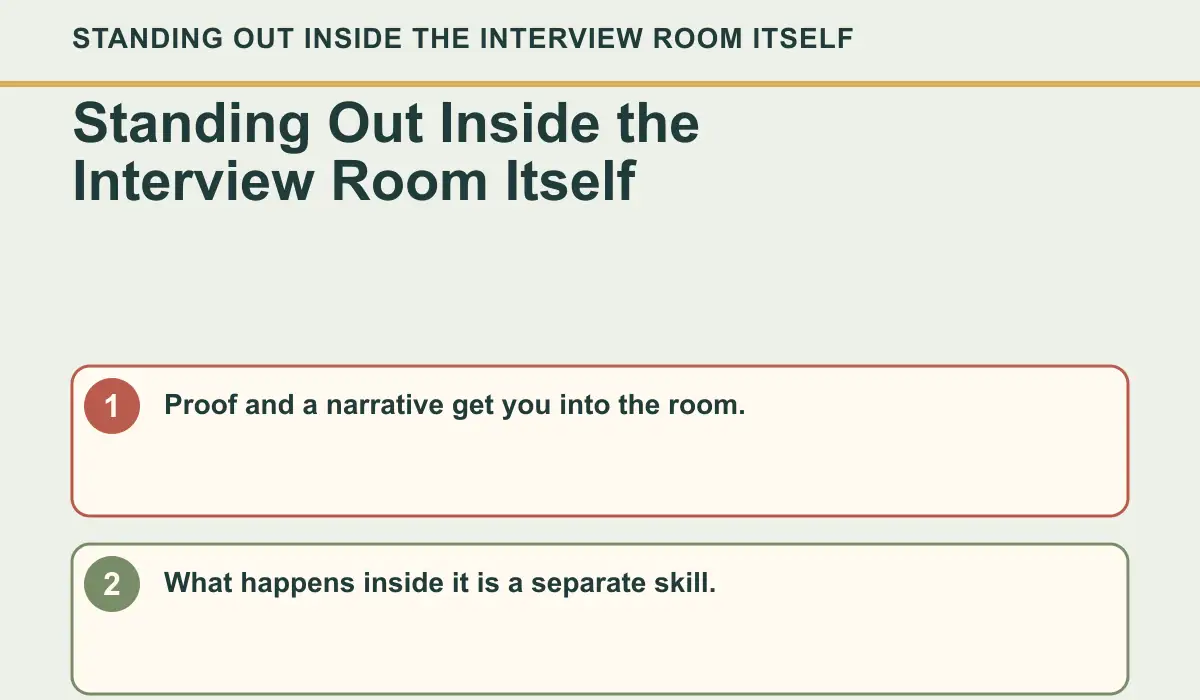 STANDING OUT INSIDE THE INTERVIEW ROOM ITSELF
Standing Out Inside the
Interview Room Itself
1
Proof and a narrative get you into the room.
2
What happens inside it is a separate skill.